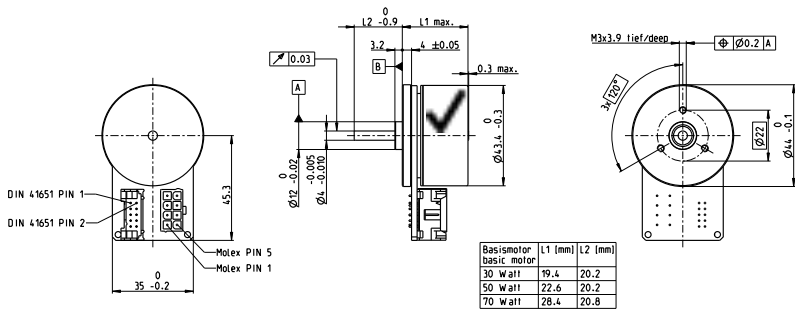 0
L2 -0.9
L1 max.
3.2
4 ±0.05
B
0.03
A
0.3 max.
0
Ø12 -0.02
-0.005
Ø4 -0.010
0
Ø43.4 -0.3
M3x3.9 tief/deep
Ø0.2 A
3x 120°
Ø22
0
Ø44 -0.1
45.3
DIN 41651 PIN 1
DIN 41651 PIN 2
Molex PIN 5
Molex PIN 1
0
35 -0.2
Basismotor L1 [mm] L2 [mm]
basic motor
30 Watt 19.4 20.2
50 Watt 22.6 20.2
70 Watt 28.4 20.8